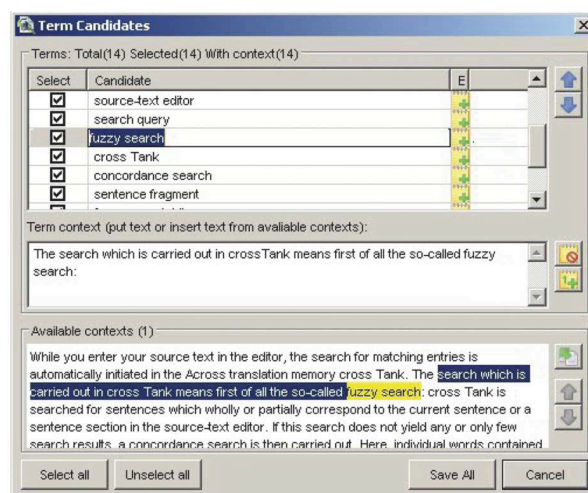 Term Candidates
Terms: Total(14) Selected(14) With context(14)
Select Candidate E
source-text editor
search query
fuzzy search
cross Tank
concordance search
sentence fragment
Term context (put text or insert text from available contexts):
The search which is carried out in crossTank means first of all the so-called fuzzy
search:
Available contexts (1)
While you enter your source text in the editor, the search for matching entries is
automatically initiated in the Across translation memory cross Tank. The search which is
carried out in cross Tank means first of all the so-called fuzzy search: cross Tank is
searched for sentences which wholly or partially correspond to the current sentence or a
sentence section in the source-text editor. If this search does not yield any or only few
search results, a concordance search is then carried out. Here, individual words contained
Select all Unselect all Save All Cancel